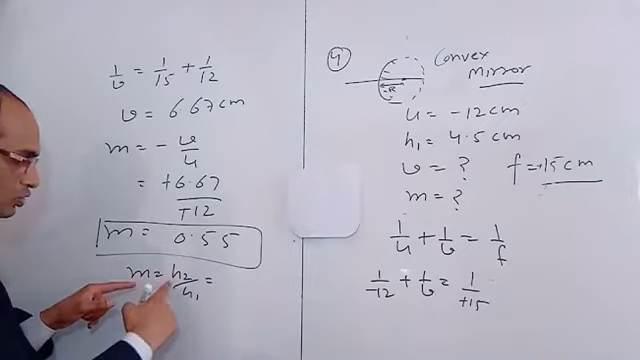 1/v = 1/15 + 1/12
v = 6.67 cm
m = - v/u
= +6.67/+12
m = 0.55
m = h₂/h₁ =
4
Convex
mirror
u = -12 cm
h₁ = 4.5 cm
v = ? f = +15 cm
m = ?
1/u + 1/v = 1/f
1/-12 + 1/v = 1/+15